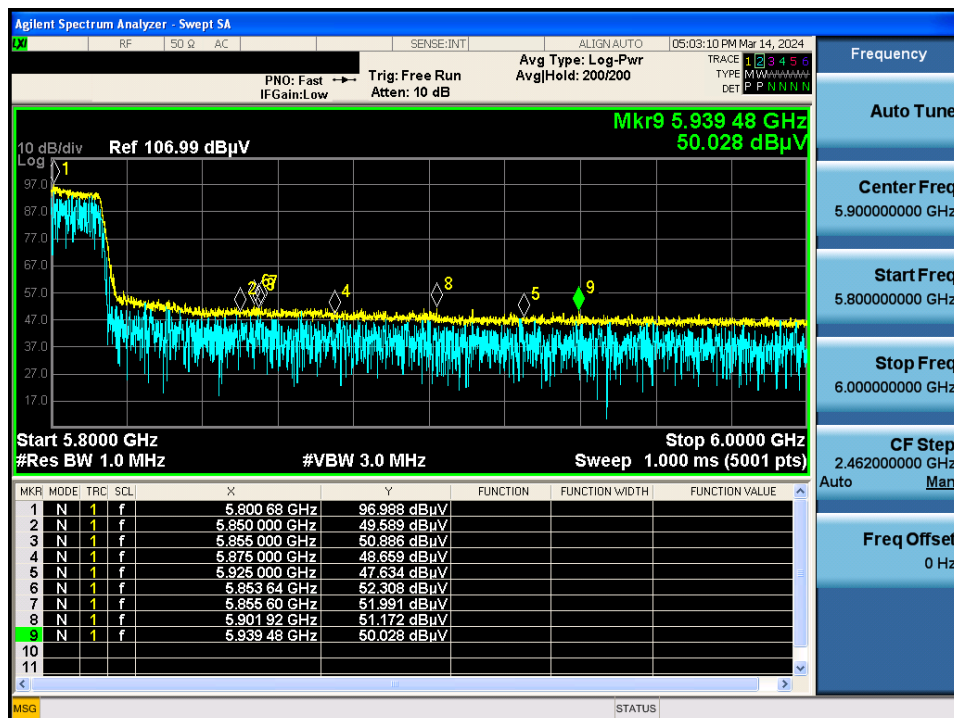 Agilent Spectrum Analyzer - Swept SA
LXI RF 50 Ω AC SENSE:INT ALIGN AUTO 05:03:10 PM Mar 14, 2024
Avg Type: Log-Pwr TRACE 1 2 3 4 5 6
PNO: Fast Trig: Free Run Avg|Hold: 200/200 TYPE M W
IFGain:Low Atten: 10 dB DET P P N N N N
Mkr9 5.939 48 GHz
50.028 dBµV
10 dB/div Ref 106.99 dBµV
Log
97.0
87.0
77.0
67.0
57.0
47.0
37.0
27.0
17.0
1
2
6
7
4
8
5
9
Start 5.8000 GHz Stop 6.0000 GHz
#Res BW 1.0 MHz #VBW 3.0 MHz Sweep 1.000 ms (5001 pts)
MKR MODE TRC SCL X Y FUNCTION FUNCTION WIDTH FUNCTION VALUE
1 N 1 f 5.800 68 GHz 96.988 dBµV
2 N 1 f 5.850 000 GHz 49.589 dBµV
3 N 1 f 5.855 000 GHz 50.886 dBµV
4 N 1 f 5.875 000 GHz 48.659 dBµV
5 N 1 f 5.925 000 GHz 47.634 dBµV
6 N 1 f 5.853 64 GHz 52.308 dBµV
7 N 1 f 5.855 60 GHz 51.991 dBµV
8 N 1 f 5.901 92 GHz 51.172 dBµV
9 N 1 f 5.939 48 GHz 50.028 dBµV
10
11
MSG STATUS
Frequency
Auto Tune
Center Freq
5.900000000 GHz
Start Freq
5.800000000 GHz
Stop Freq
6.000000000 GHz
CF Step
2.462000000 GHz
Auto Man
Freq Offset
0 Hz